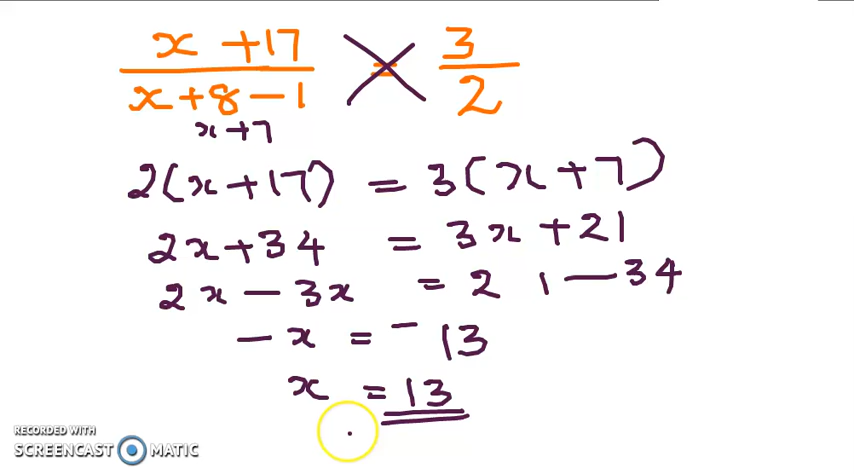 x + 17 = 3
x + 8 - 1 2
x + 7
2(x + 17) = 3(x + 7)
2x + 34 = 3x + 21
2x - 3x = 21 - 34
- x = - 13
x = 13
RECORDED WITH
SCREENCAST MATIC